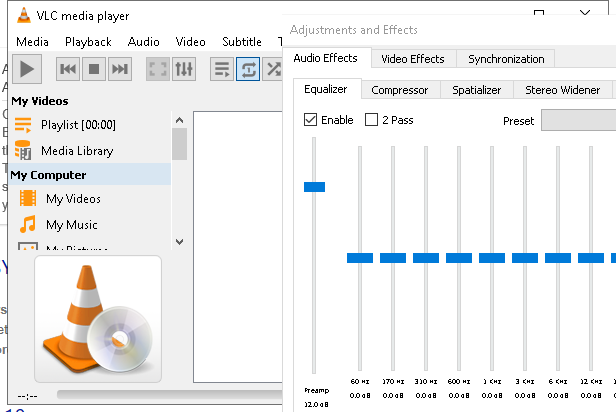 VLC media player
Media Playback Audio Video Subtitle
My Videos
Playlist [00:00]
Media Library
My Computer
My Videos
My Music
My Pictures
--:--
Adjustments and Effects
Audio Effects Video Effects Synchronization
Equalizer Compressor Spatializer Stereo Widener
Enable 2 Pass Preset
60 Hz 170 Hz 310 Hz 600 Hz 1 KHz 3 KHz 6 KHz 12 KHz
Preamp 0.0 dB 0.0 dB 0.0 dB 0.0 dB 0.0 dB 0.0 dB 0.0 dB 0.0 dB
12.0 dB